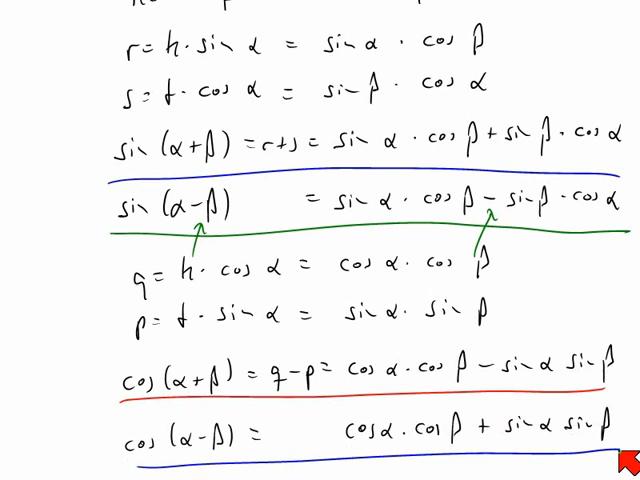 r = h · sin α = sin α · cos β
s = f · cos α = sin β · cos α
sin (α+β) = r+s = sin α · cos β + sin β · cos α
sin (α-β) = sin α · cos β - sin β · cos α
q = h · cos α = cos α · cos β
p = f · sin α = sin α · sin β
cos (α+β) = q-p = cos α · cos β - sin α sin β
cos (α-β) = cos α · cos β + sin α sin β